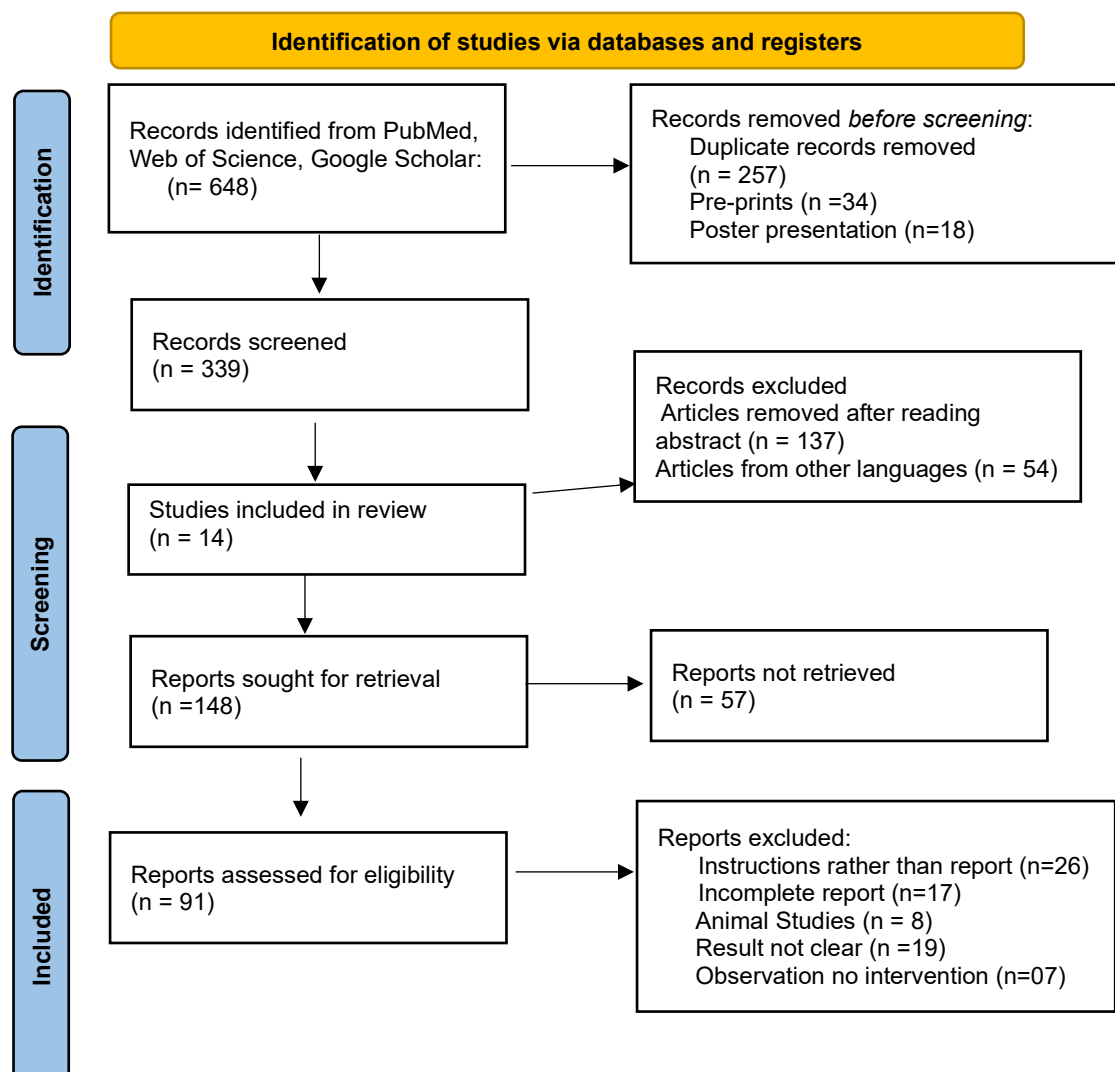 Identification of studies via databases and registers
Identification
Records identified from PubMed,
Web of Science, Google Scholar:
(n= 648)
Records removed before screening:
Duplicate records removed
(n = 257)
Pre-prints (n =34)
Poster presentation (n=18)
Records screened
(n = 339)
Records excluded
Articles removed after reading
abstract (n = 137)
Articles from other languages (n = 54)
Screening
Studies included in review
(n = 14)
Reports sought for retrieval
(n =148)
Reports not retrieved
(n = 57)
Included
Reports assessed for eligibility
(n = 91)
Reports excluded:
Instructions rather than report (n=26)
Incomplete report (n=17)
Animal Studies (n = 8)
Result not clear (n =19)
Observation no intervention (n=07)